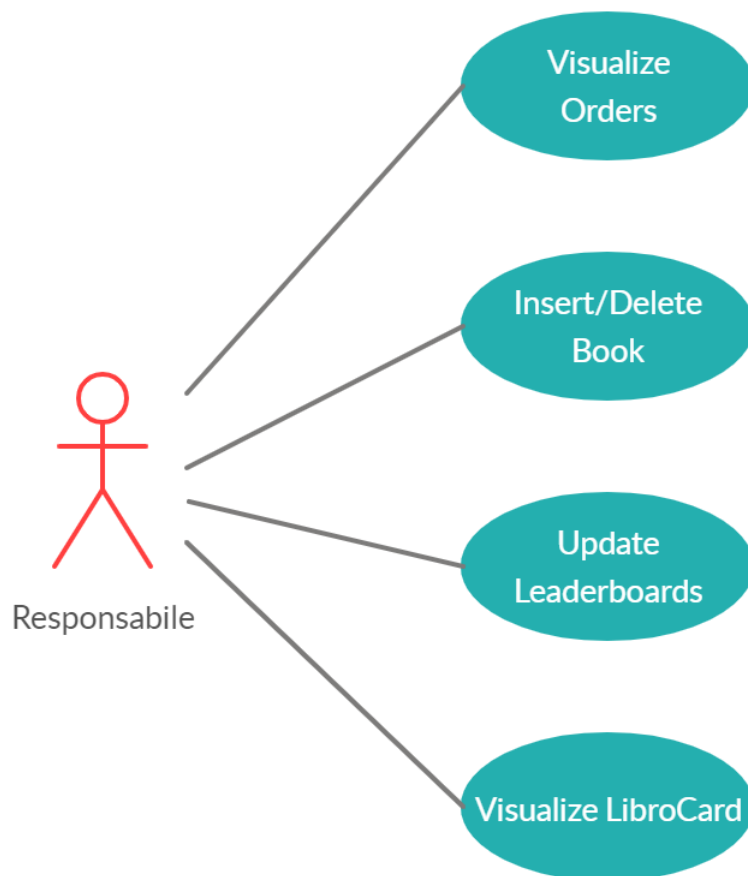 Visualize
Orders
Insert/Delete
Book
Update
Leaderboards
Responsabile
Visualize LibroCard